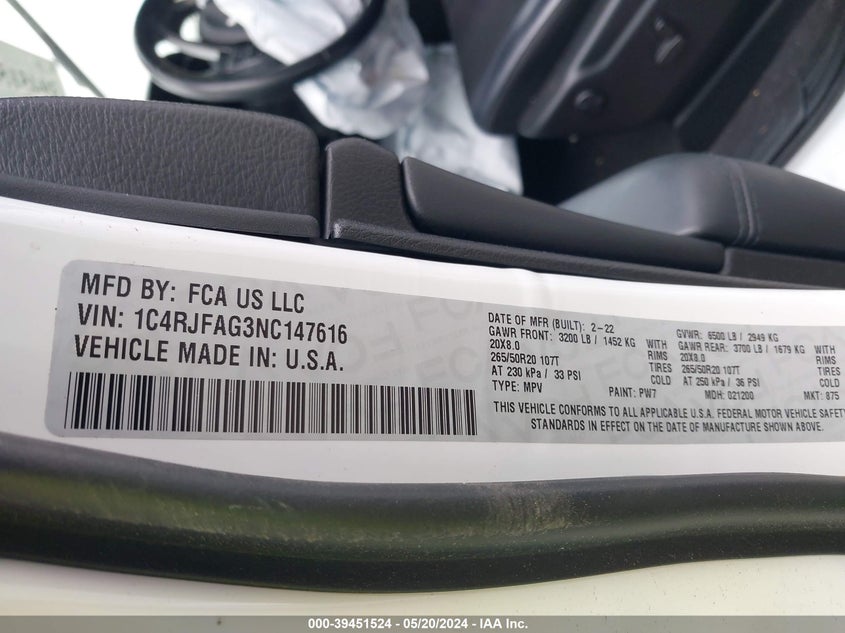 MFD BY: FCA US LLC
VIN: 1C4RJFAG3NC147616
VEHICLE MADE IN: U.S.A.
DATE OF MFR (BUILT): 2-22 GVWR: 6500 LB / 2949 KG
GAWR FRONT: 3200 LB / 1452 KG WITH GAWR REAR: 3700 LB / 1679 KG WITH
20X8.0 RIMS 20X8.0 RIMS
265/50R20 107T TIRES 265/50R20 107T TIRES
AT 230 kPa / 33 PSI COLD AT 250 kPa / 36 PSI COLD
TYPE: MPV PAINT: PW7 MDH: 021200 MKT: 875
THIS VEHICLE CONFORMS TO ALL APPLICABLE U.S.A. FEDERAL MOTOR VEHICLE SAFETY
STANDARDS IN EFFECT ON THE DATE OF MANUFACTURE SHOWN ABOVE.
000-39451524 - 05/20/2024 - IAA Inc.